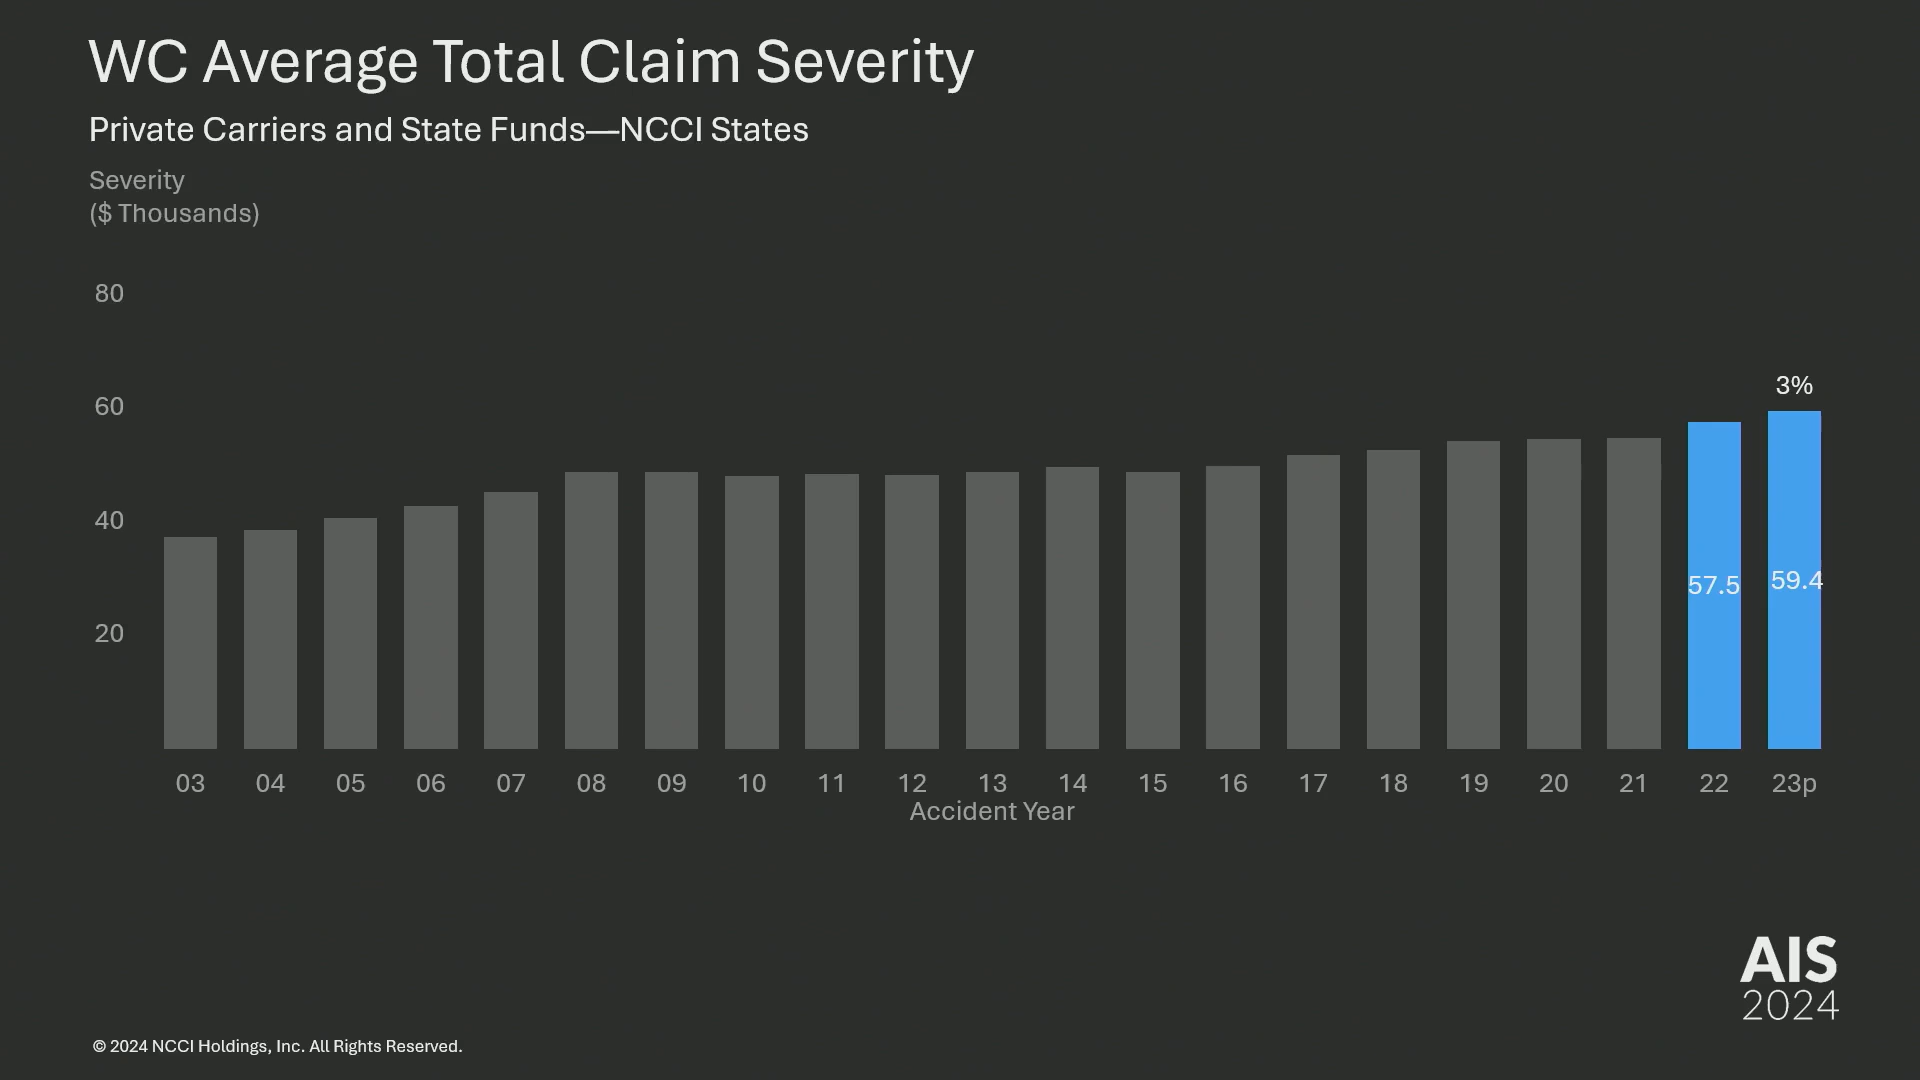 WC Average Total Claim Severity
Private Carriers and State Funds—NCCI States
Severity
($ Thousands)
80
60
40
20
3%
57.5
59.4
03 04 05 06 07 08 09 10 11 12 13 14 15 16 17 18 19 20 21 22 23p
Accident Year
AIS
2024
© 2024 NCCI Holdings, Inc. All Rights Reserved.